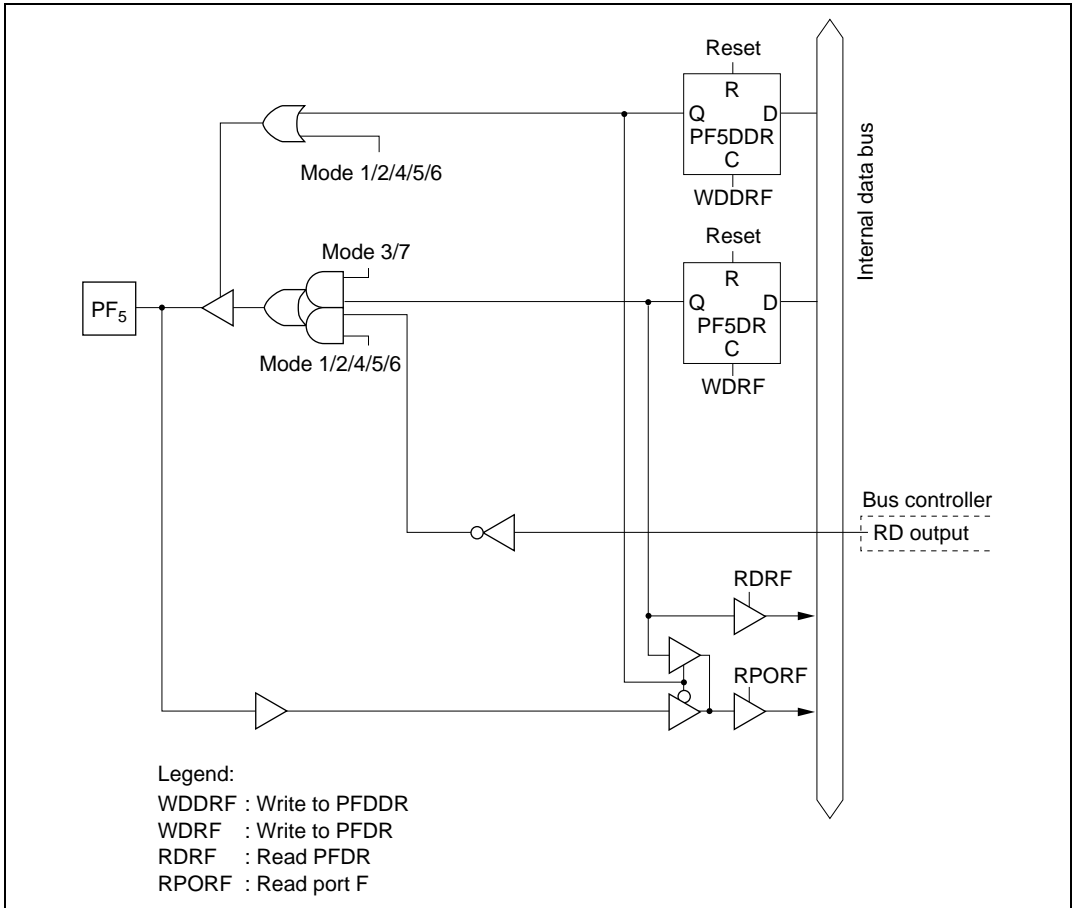 Reset
R
Q D
PF5DDR
C
WDDRF
Mode 1/2/4/5/6
Internal data bus
Reset
R
Q D
PF5DR
C
WDRF
Mode 3/7
PF5
Mode 1/2/4/5/6
Bus controller
RD output
RDRF
RPORF
Legend:
WDDRF : Write to PFDDR
WDRF : Write to PFDR
RDRF : Read PFDR
RPORF : Read port F